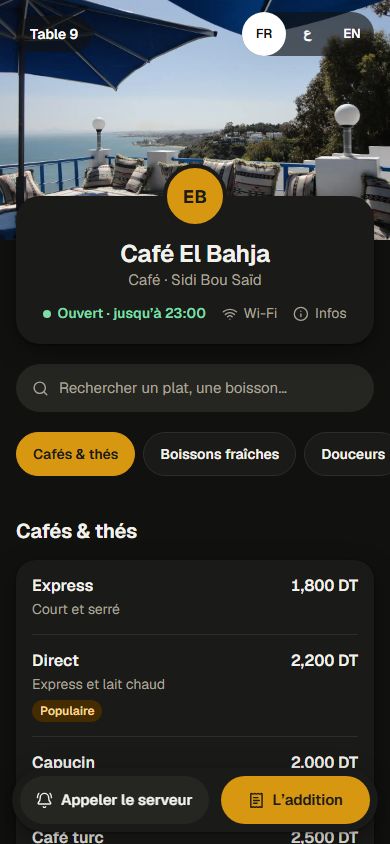 Table 9
FR
ع
EN
EB
Café El Bahja
Café · Sidi Bou Saïd
Ouvert · jusqu’à 23:00
Wi-Fi
Infos
Rechercher un plat, une boisson...
Cafés & thés
Boissons fraîches
Douceurs
Cafés & thés
Express 1,800 DT
Court et serré
Direct 2,200 DT
Express et lait chaud
Populaire
Capucin 2,000 DT
Appeler le serveur
L’addition
Café turc 2,500 DT